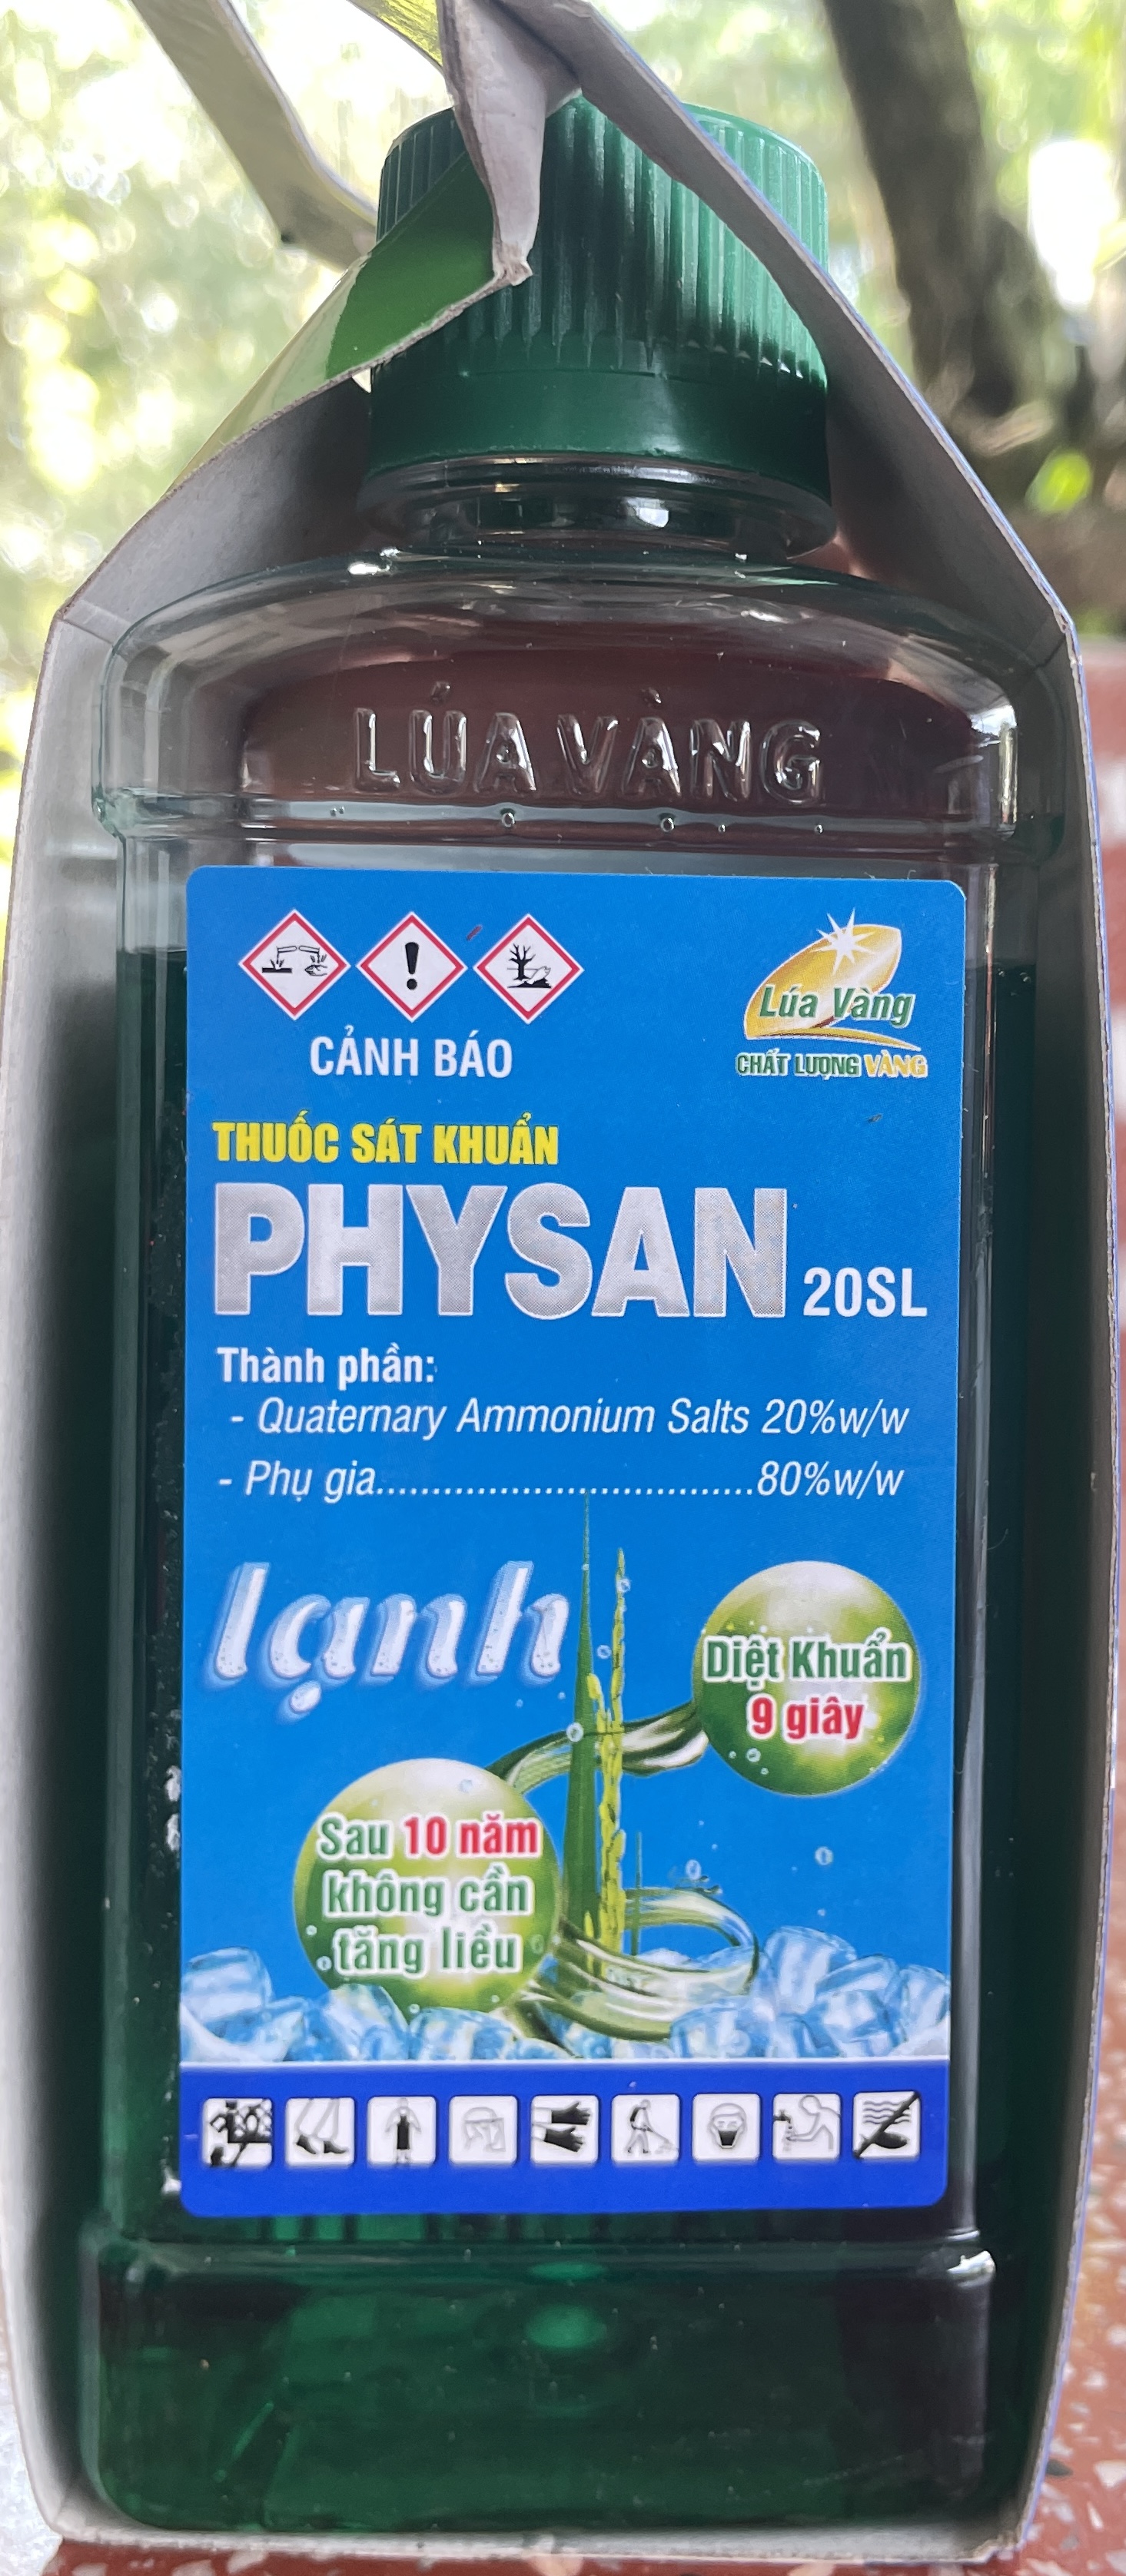 LÚA VÀNG
CẢNH BÁO
Lúa Vàng
CHẤT LƯỢNG VÀNG
THUỐC SÁT KHUẨN
PHYSAN 20SL
Thành phần:
- Quaternary Ammonium Salts 20%w/w
- Phụ gia...................................80%w/w
lạnh
Diệt Khuẩn
9 giây
Sau 10 năm
không cần
tăng liều